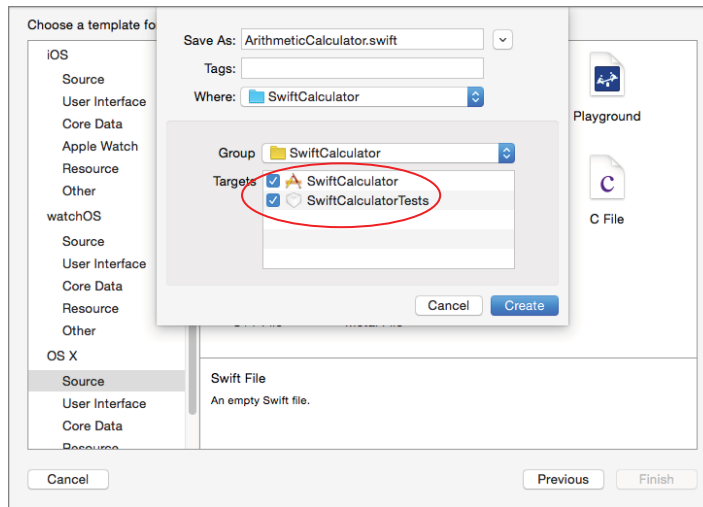 Choose a template fo
Save As: ArithmeticCalculator.swift
Tags:
Where: SwiftCalculator
Group SwiftCalculator
Targets SwiftCalculator
SwiftCalculatorTests
Cancel Create
iOS
Source
User Interface
Core Data
Apple Watch
Resource
Other
watchOS
Source
User Interface
Core Data
Resource
Other
OS X
Source
User Interface
Core Data
Resource
Playground
C
C File
Swift File
An empty Swift file.
Cancel Previous Finish